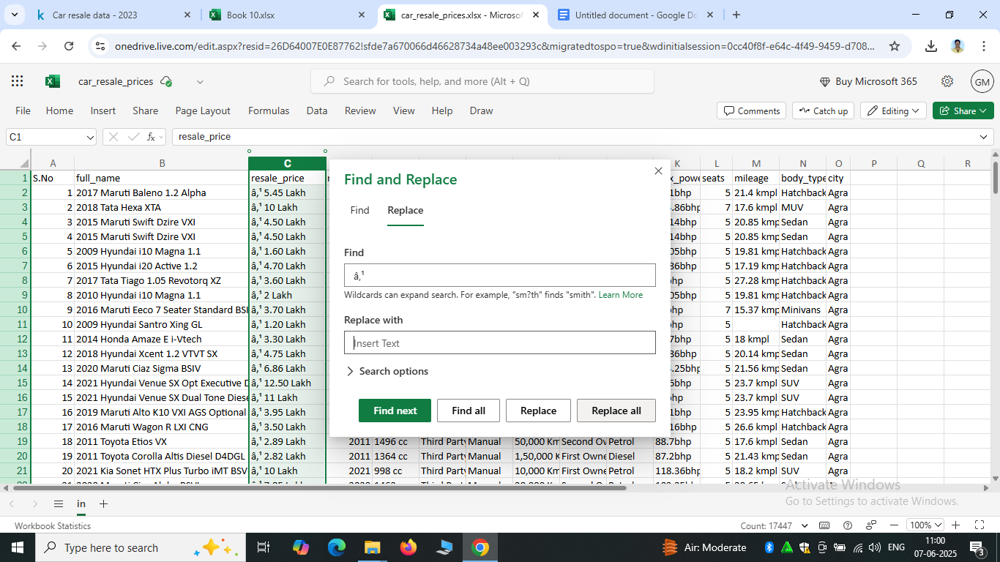 Car resale data - 2023
Book 10.xlsx
car_resale_prices.xlsx - Microsof
Untitled document - Google Do
onedrive.live.com/edit.aspx?resid=26D64007E0E87762!sfde7a670066d46628734a48ee003293c&migratedtospo=true&wdinitialsession=0cc40f8f-e64c-4f49-9459-d708...
car_resale_prices
Search for tools, help, and more (Alt + Q)
Buy Microsoft 365
GM
File Home Insert Share Page Layout Formulas Data Review View Help Draw
Comments Catch up Editing Share
C1 fx resale_price
A B C K L M N O P Q R
1 S.No full_name resale_price x_powe seats mileage body_type city
2 1 2017 Maruti Baleno 1.2 Alpha â‚¹ 5.45 Lakh 1bhp 5 21.4 kmpl Hatchback Agra
3 2 2018 Tata Hexa XTA â‚¹ 10 Lakh .86bhp 7 17.6 kmpl MUV Agra
4 3 2015 Maruti Swift Dzire VXI â‚¹ 4.50 Lakh 14bhp 5 20.85 kmp Sedan Agra
5 4 2015 Maruti Swift Dzire VXI â‚¹ 4.50 Lakh 14bhp 5 20.85 kmp Sedan Agra
6 5 2009 Hyundai i10 Magna 1.1 â‚¹ 1.60 Lakh 05bhp 5 19.81 kmp Hatchback Agra
7 6 2015 Hyundai i20 Active 1.2 â‚¹ 4.70 Lakh 86bhp 5 17.19 kmp Hatchback Agra
8 7 2017 Tata Tiago 1.05 Revotorq XZ â‚¹ 3.60 Lakh bhp 5 27.28 kmp Hatchback Agra
9 8 2010 Hyundai i10 Magna 1.1 â‚¹ 2 Lakh 05bhp 5 19.81 kmp Hatchback Agra
10 9 2016 Maruti Eeco 7 Seater Standard BSI â‚¹ 3.70 Lakh bhp 7 15.37 kmp Minivans Agra
11 10 2009 Hyundai Santro Xing GL â‚¹ 1.20 Lakh bhp 5 Hatchback Agra
12 11 2014 Honda Amaze E i-Vtech â‚¹ 3.30 Lakh 7bhp 5 18 kmpl Sedan Agra
13 12 2018 Hyundai Xcent 1.2 VTVT SX â‚¹ 4.75 Lakh 86bhp 5 20.14 kmp Sedan Agra
14 13 2020 Maruti Ciaz Sigma BSIV â‚¹ 6.86 Lakh .25bhp 5 21.56 kmp Sedan Agra
15 14 2021 Hyundai Venue SX Opt Executive D â‚¹ 12.50 Lakh 6bhp 5 23.7 kmpl SUV Agra
16 15 2021 Hyundai Venue SX Dual Tone Diese â‚¹ 11 Lakh bhp 5 23.7 kmpl SUV Agra
17 16 2019 Maruti Alto K10 VXI AGS Optional â‚¹ 3.95 Lakh 1bhp 5 23.95 kmp Hatchback Agra
18 17 2016 Maruti Wagon R LXI CNG â‚¹ 3.50 Lakh 16bhp 5 26.6 kmpl Hatchback Agra
19 18 2011 Toyota Etios VX â‚¹ 2.89 Lakh 2011 1496 cc Third Party Manual 50,000 Km Second Ov Petrol 88.7bhp 5 17.6 kmpl Sedan Agra
20 19 2011 Toyota Corolla Altis Diesel D4DGL â‚¹ 2.82 Lakh 2011 1364 cc Third Party Manual 1,50,000 K First Owne Diesel 87.2bhp 5 21.43 kmp Sedan Agra
21 20 2021 Kia Sonet HTX Plus Turbo iMT BSV â‚¹ 10 Lakh 2021 998 cc Third Party Manual 10,000 Km First Owne Petrol 118.36bhp 5 18.2 kmpl SUV Agra
Find and Replace
Find Replace
Find
â‚¹
Wildcards can expand search. For example, "sm?th" finds "smith". Learn More
Replace with
Insert Text
Search options
Find next Find all Replace Replace all
Activate Windows
Go to Settings to activate Windows.
in
Workbook Statistics
Count: 17447
100%
Type here to search
Air: Moderate
ENG
11:00
07-06-2025
3